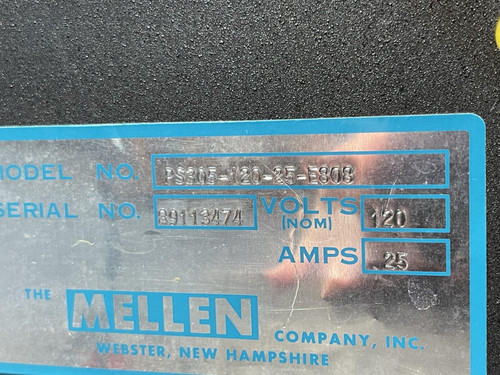 MODEL NO. PS305-120-25-E808
SERIAL NO. 89113474 VOLTS (NOM) 120
AMPS 25
THE MELLEN COMPANY, INC.
WEBSTER, NEW HAMPSHIRE